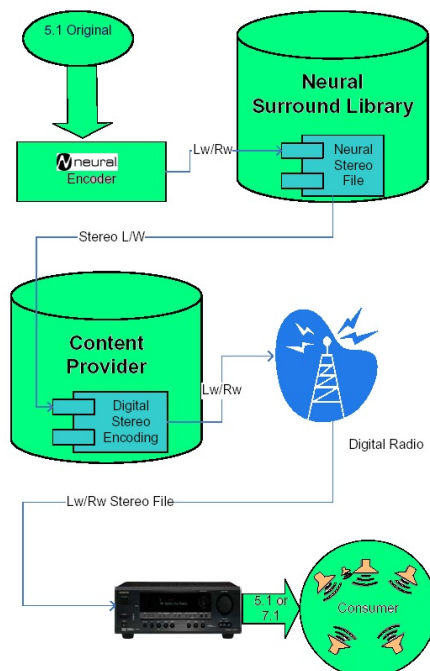 5.1 Original
Neural
Surround Library
neural
Encoder
Lw/Rw
Neural
Stereo
File
Stereo L/W
Content
Provider
Digital
Stereo
Encoding
Lw/Rw
Digital Radio
Lw/Rw Stereo File
5.1 or
7.1
Consumer